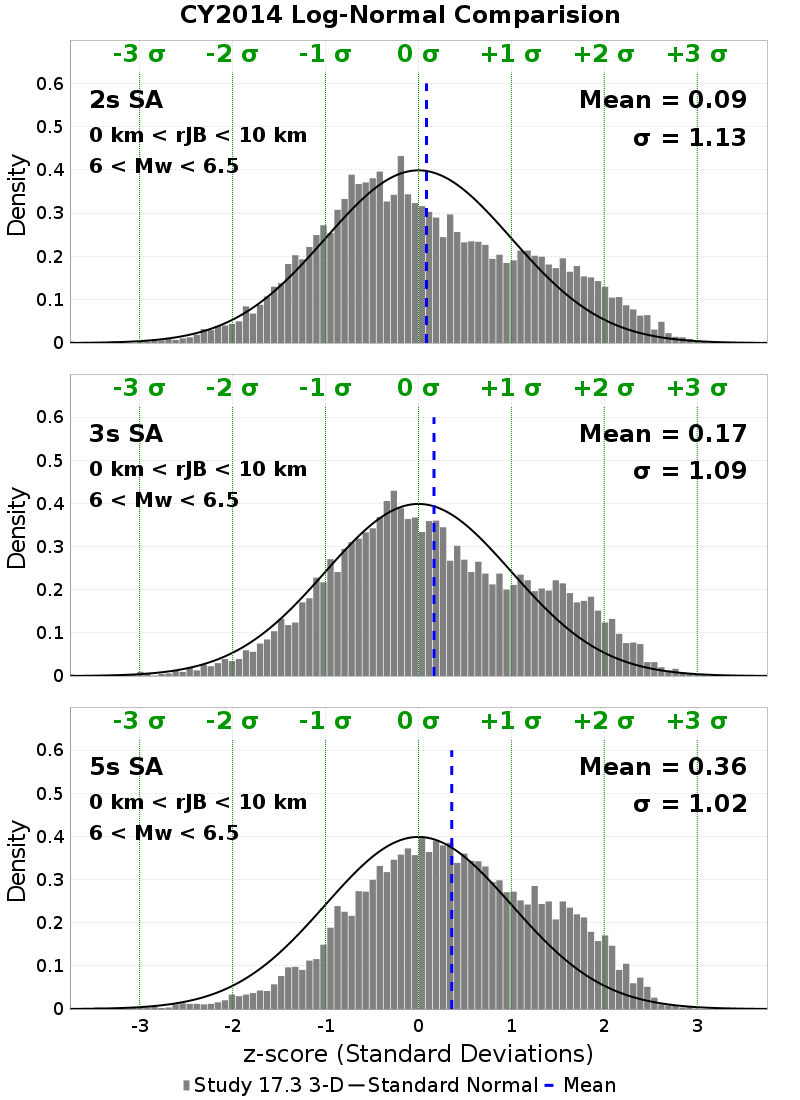 CY2014 Log-Normal Comparision
-3 σ -2 σ -1 σ 0 σ +1 σ +2 σ +3 σ
0.6
2s SA Mean = 0.09
0.5
0 km < rJB < 10 km σ = 1.13
6 < Mw < 6.5
0.4
Density
0.3
0.2
0.1
0
-3 σ -2 σ -1 σ 0 σ +1 σ +2 σ +3 σ
0.6
3s SA Mean = 0.17
0.5
0 km < rJB < 10 km σ = 1.09
6 < Mw < 6.5
0.4
Density
0.3
0.2
0.1
0
-3 σ -2 σ -1 σ 0 σ +1 σ +2 σ +3 σ
0.6
5s SA Mean = 0.36
0.5
0 km < rJB < 10 km σ = 1.02
6 < Mw < 6.5
0.4
Density
0.3
0.2
0.1
0
-3 -2 -1 0 1 2 3
z-score (Standard Deviations)
Study 17.3 3-D Standard Normal Mean